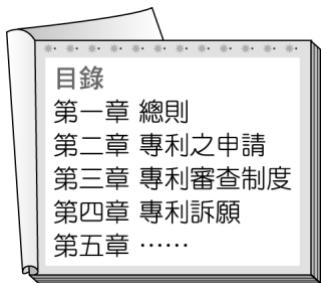 目錄
第一章 總則
第二章 專利之申請
第三章 專利審查制度
第四章 專利訴願
第五章 ……